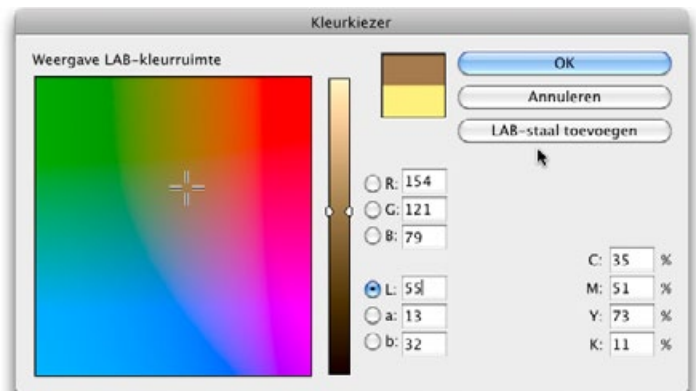 Kleurkiezer
Weergave LAB-kleurruimte
OK
Annuleren
LAB-staal toevoegen
R: 154
G: 121
B: 79
C: 35 %
L: 55
M: 51 %
a: 13
Y: 73 %
b: 32
K: 11 %